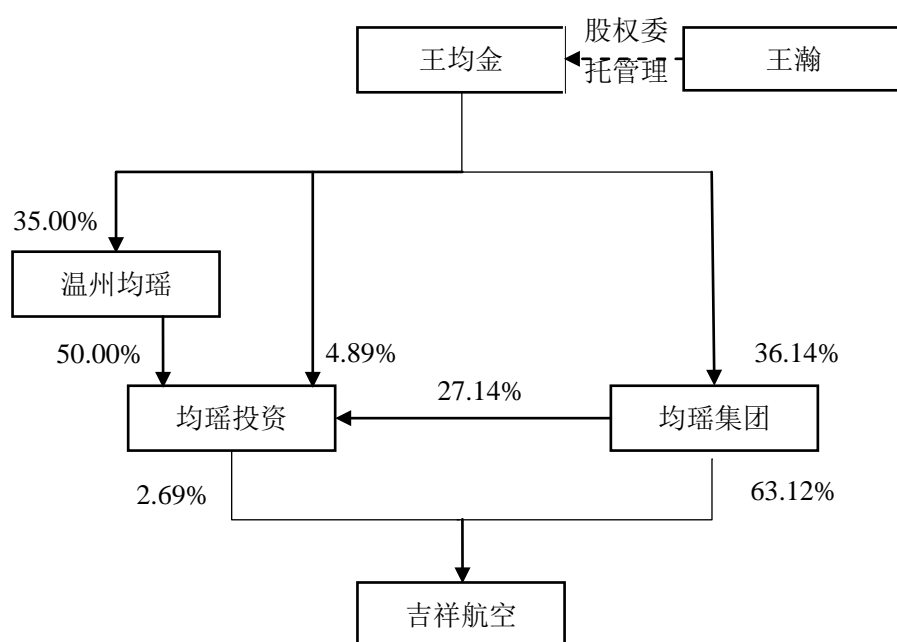 股权委
托管理
王均金
王瀚
35.00%
温州均瑶
50.00%
4.89%
36.14%
27.14%
均瑶投资
均瑶集团
2.69%
63.12%
吉祥航空